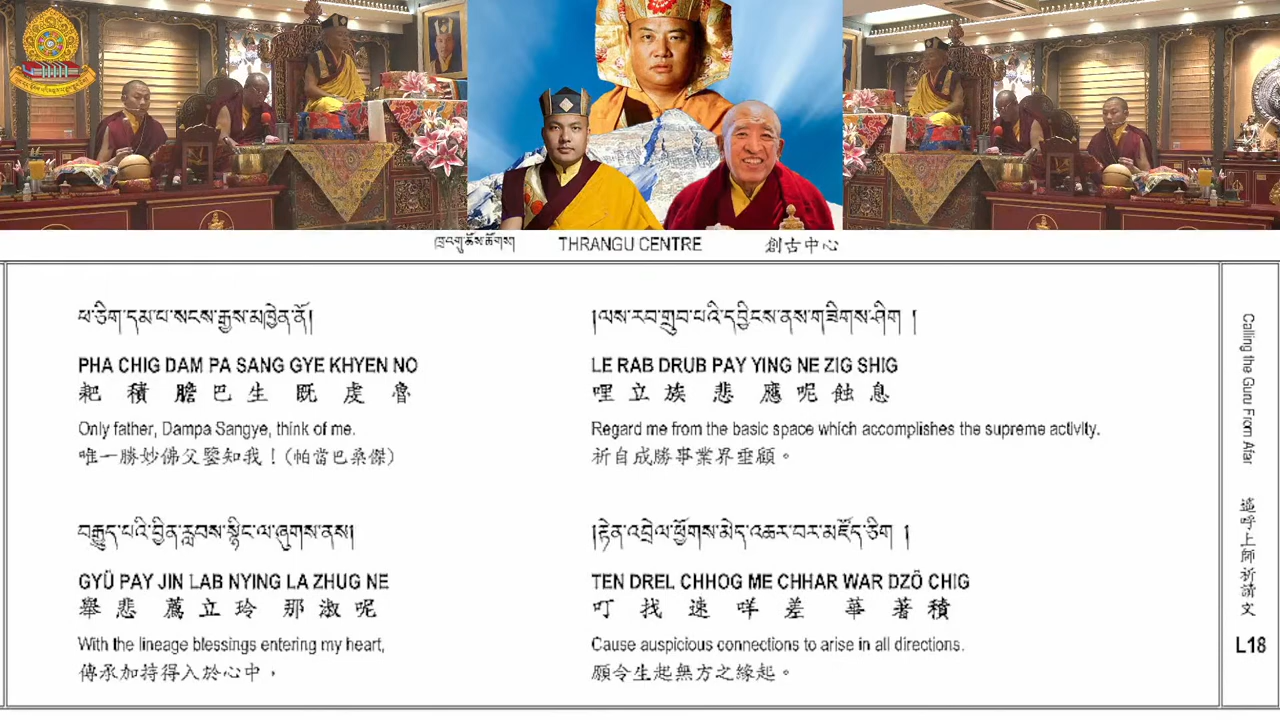 ཁྲ་འགུ་ཆོས་ཚོགས། THRANGU CENTRE 創古中心
ཕ་ཅིག་དམ་པ་སངས་རྒྱས་མཁྱེན་ནོ།
།ལས་རབ་གྲུབ་པའི་དབྱིངས་ནས་གཟིགས་ཤིག །
PHA CHIG DAM PA SANG GYE KHYEN NO
LE RAB DRUB PAY YING NE ZIG SHIG
耙 積 膽 巴 生 既 虔 魯
哩 立 族 悲 應 呢 蝕 息
Only father, Dampa Sangye, think of me.
Regard me from the basic space which accomplishes the supreme activity.
唯一勝妙佛父鑒知我！(帕當巴桑傑)
祈自成勝事業界垂顧。
བརྒྱུད་པའི་བྱིན་རླབས་སྙིང་ལ་ཞུགས་ནས།
།རྟེན་འབྲེལ་ཕྱོགས་མེད་འཆར་བར་མཛོད་ཅིག །
GYÜ PAY JIN LAB NYING LA ZHUG NE
TEN DREL CHHOG ME CHHAR WAR DZÖ CHIG
舉 悲 薦 立 玲 那 淑 呢
叮 找 速 咩 差 華 著 積
With the lineage blessings entering my heart,
Cause auspicious connections to arise in all directions.
傳承加持得入於心中，
願令生起無方之緣起。
Calling the Guru From Afar
遙呼上師祈請文
L18